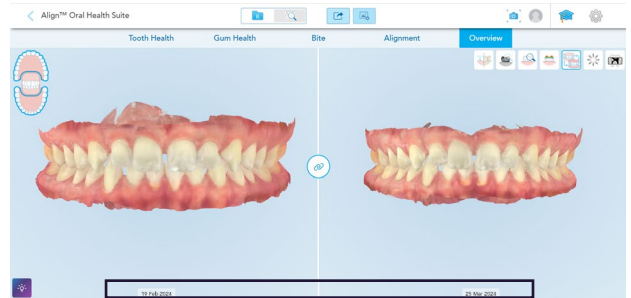 Align™ Oral Health Suite
Tooth Health
Gum Health
Bite
Alignment
Overview
19 Feb 2024
25 Mar 2024